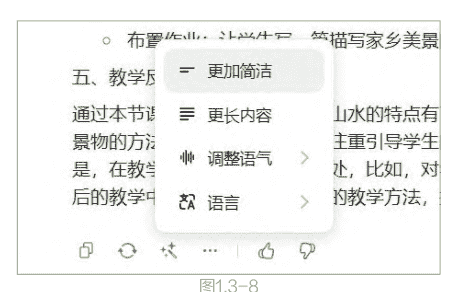 布置作业：让学生写一篇描写家乡美景
五、教学反
通过本节课
山水的特点有
景物的方法
注重引导学生
是，在教学
处，比如，对
后的教学中
的教学方法，
更加简洁
更长内容
调整语气
语言
图1.3-8